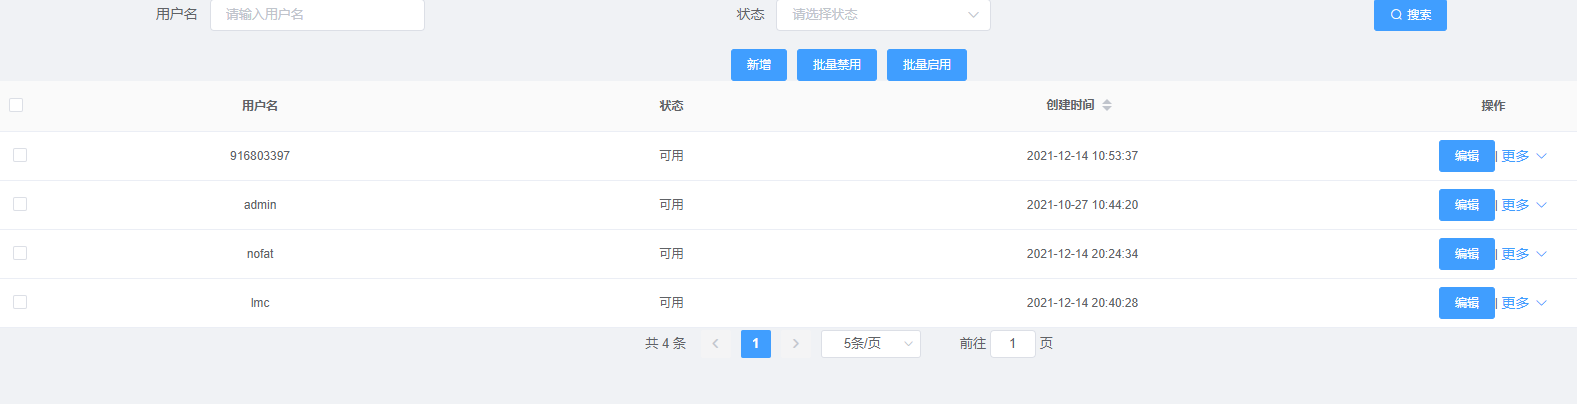 用户名 请输入用户名 状态 请选择状态 搜索
新增 批量禁用 批量启用
用户名 状态 创建时间 操作
916803397 可用 2021-12-14 10:53:37 编辑 | 更多
admin 可用 2021-10-27 10:44:20 编辑 | 更多
nofat 可用 2021-12-14 20:24:34 编辑 | 更多
lmc 可用 2021-12-14 20:40:28 编辑 | 更多
共 4 条 1 5条/页 前往 1 页